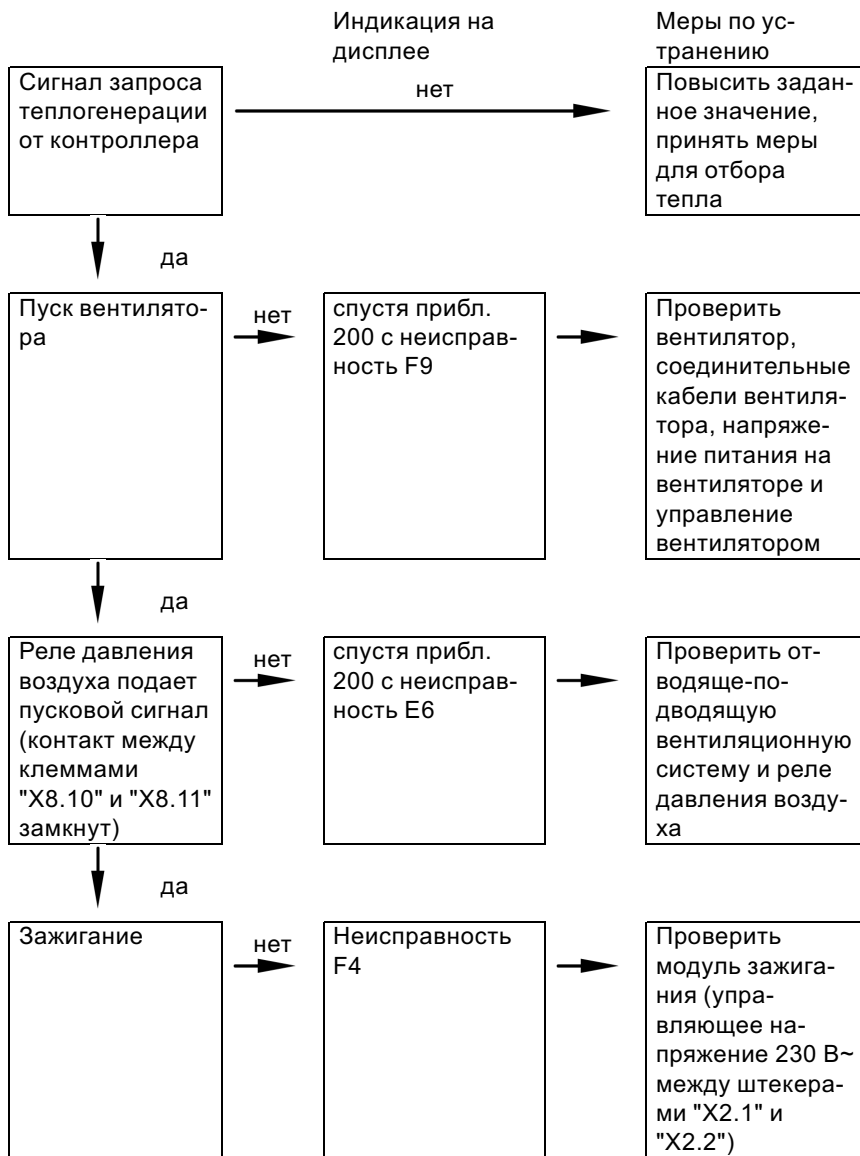 Индикация на
дисплее
Меры по ус-
транению
Сигнал запроса
теплогенерации
от контроллера
нет
Повысить задан-
ное значение,
принять меры
для отбора
тепла
да
Пуск вентилято-
ра
нет
спустя прибл.
200 с неисправ-
ность F9
Проверить
вентилятор,
соединительные
кабели вентиля-
тора, напряже-
ние питания на
вентиляторе и
управление
вентилятором
да
Реле давления
воздуха подает
пусковой сигнал
(контакт между
клеммами
"X8.10" и "X8.11"
замкнут)
нет
спустя прибл.
200 с неисправ-
ность E6
Проверить от-
водяще-по-
дводящую
вентиляционную
систему и реле
давления возду-
ха
да
Зажигание
нет
Неисправность
F4
Проверить
модуль зажига-
ния (упра-
вляющее на-
пряжение 230 В~
между штекера-
ми "X2.1" и
"X2.2")